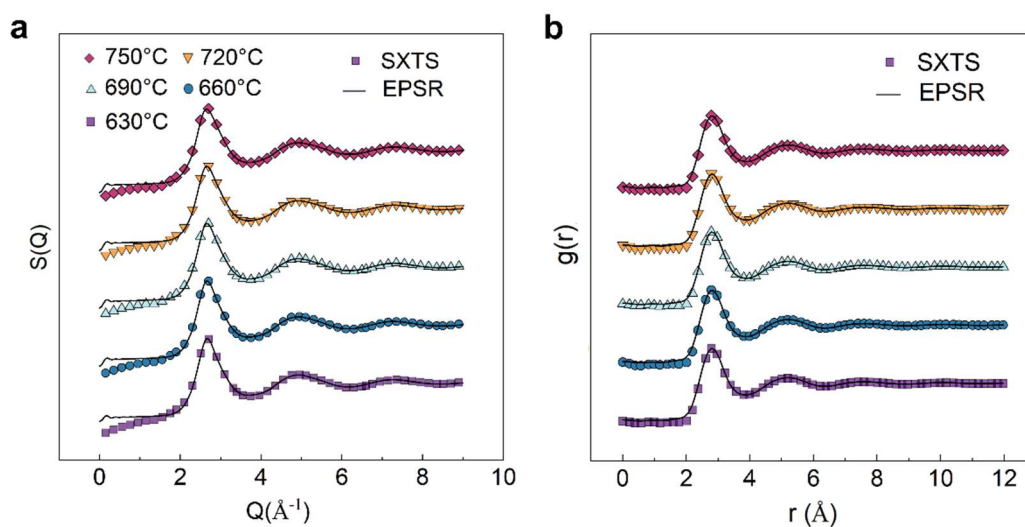 a
750°C 720°C
690°C 660°C
630°C
SXTS
EPSR
S(Q)
0 2 4 6 8 10
Q(Å⁻¹)
b
SXTS
EPSR
g(r)
0 2 4 6 8 10 12
r (Å)